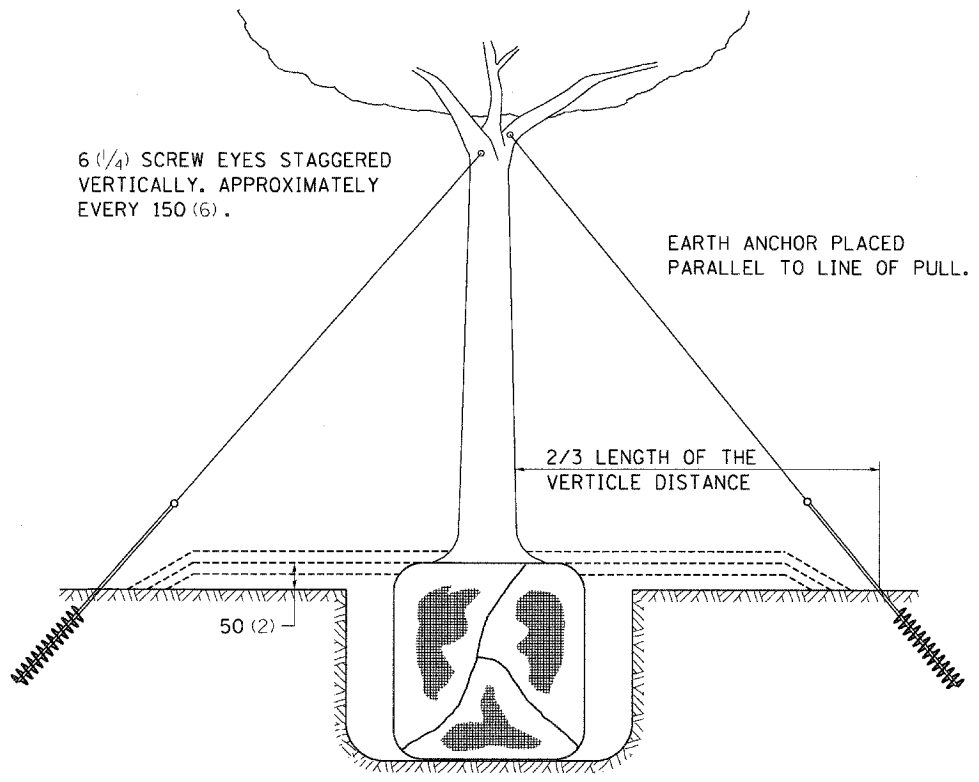 6 (1/4) SCREW EYES STAGGERED
VERTICALLY. APPROXIMATELY
EVERY 150 (6).
EARTH ANCHOR PLACED
PARALLEL TO LINE OF PULL.
2/3 LENGTH OF THE
VERTICLE DISTANCE
50 (2)